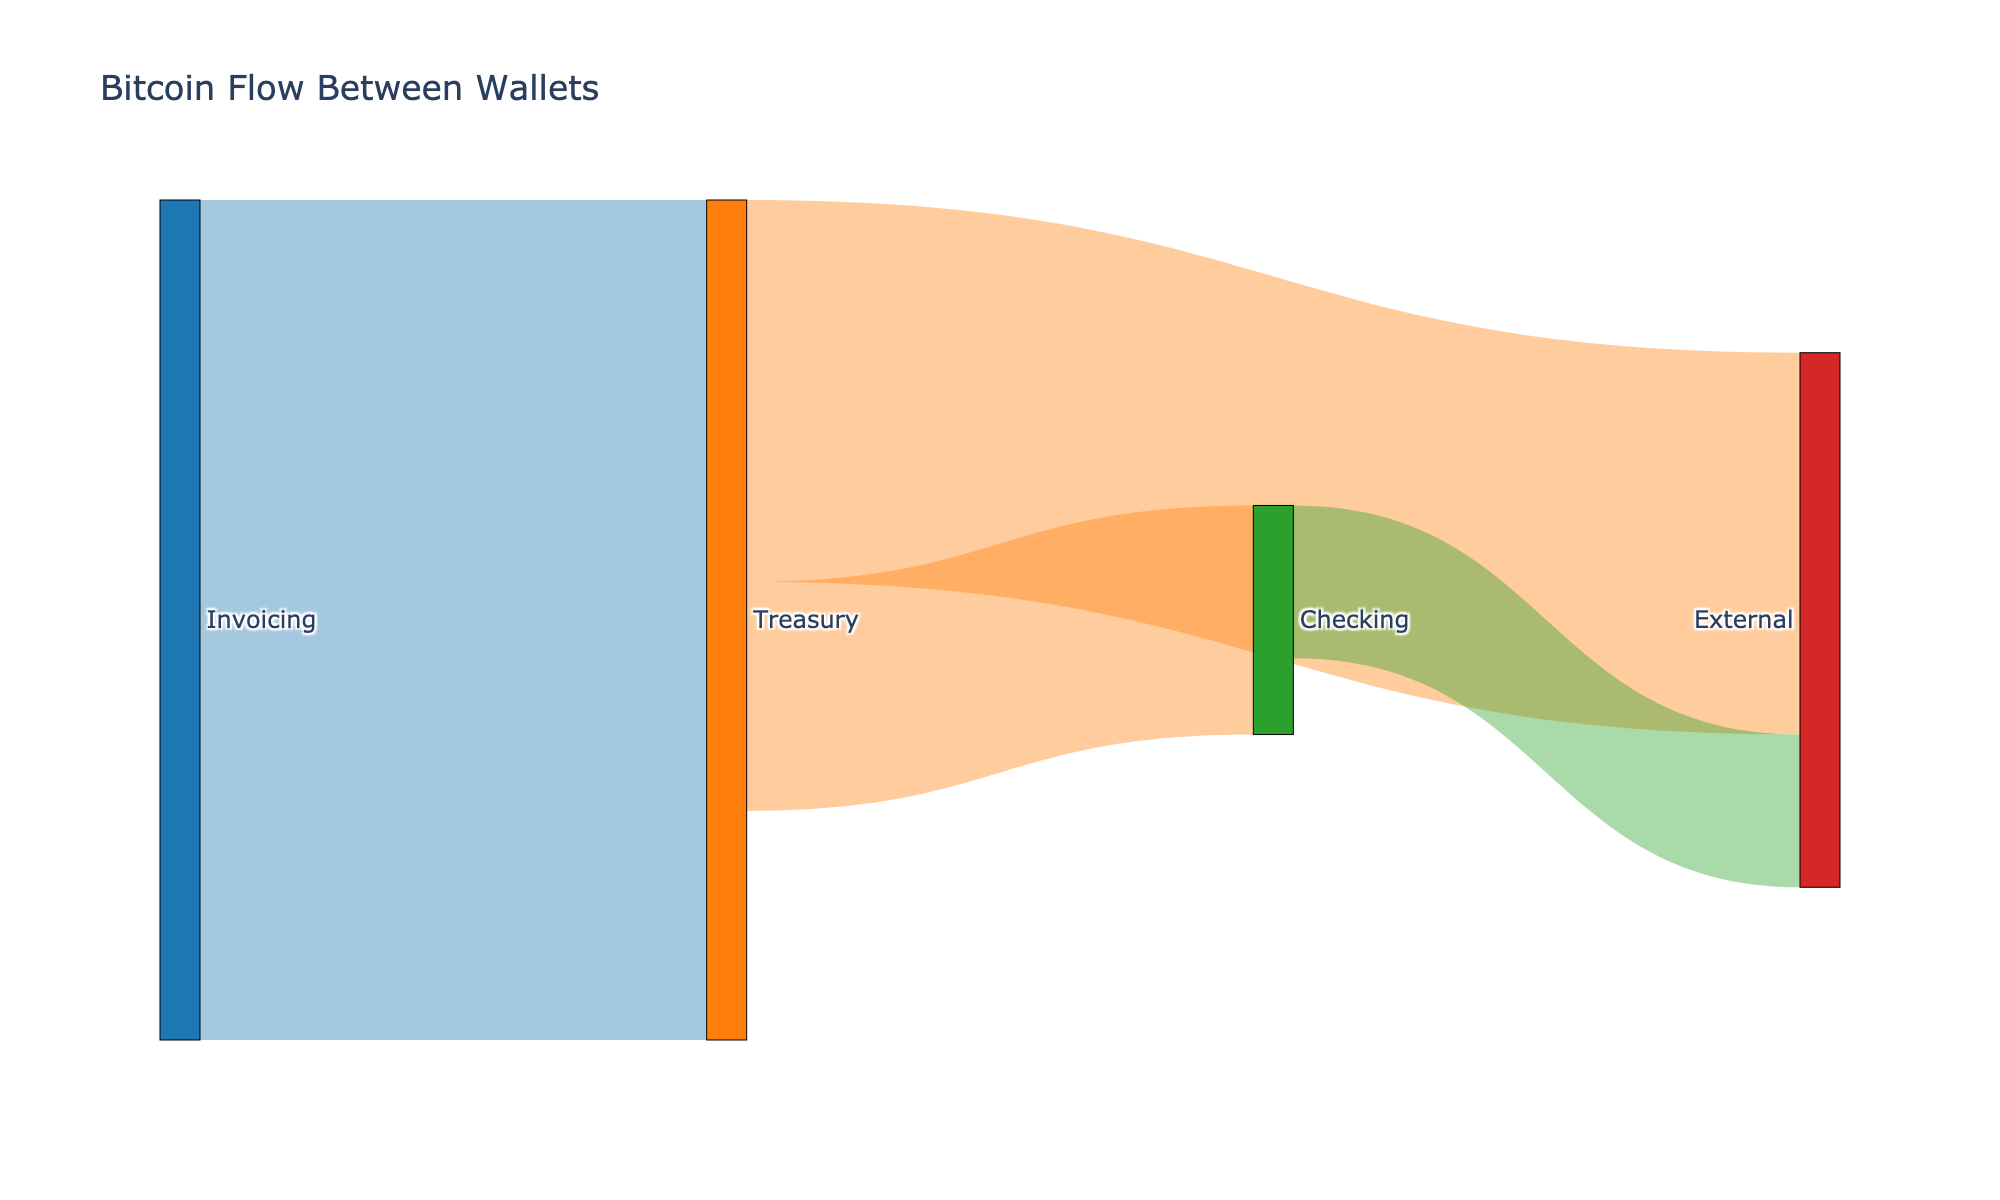 Bitcoin Flow Between Wallets
Invoicing
Treasury
Checking
External